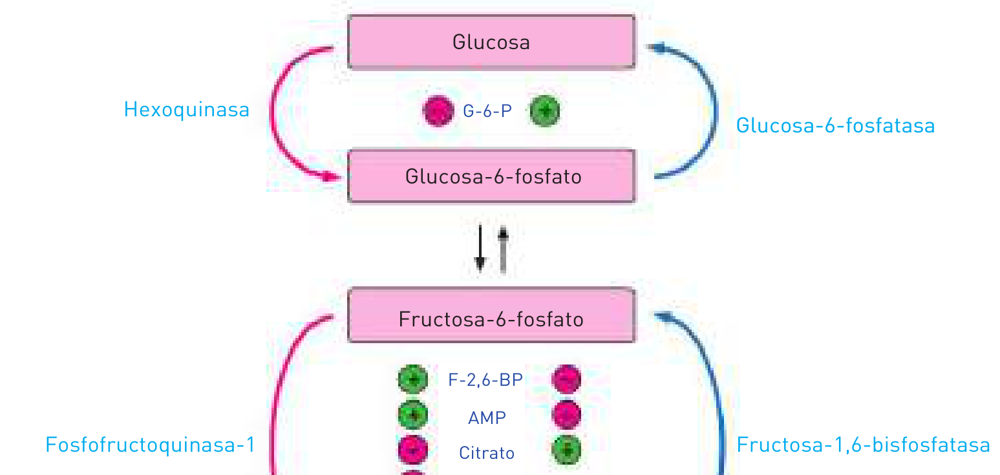 Glucosa
Hexoquinasa
G-6-P
+
Glucosa-6-fosfatasa
Glucosa-6-fosfato
Fructosa-6-fosfato
+ F-2,6-BP -
+ AMP -
Fosfofructoquinasa-1
- Citrato +
Fructosa-1,6-bisfosfatasa